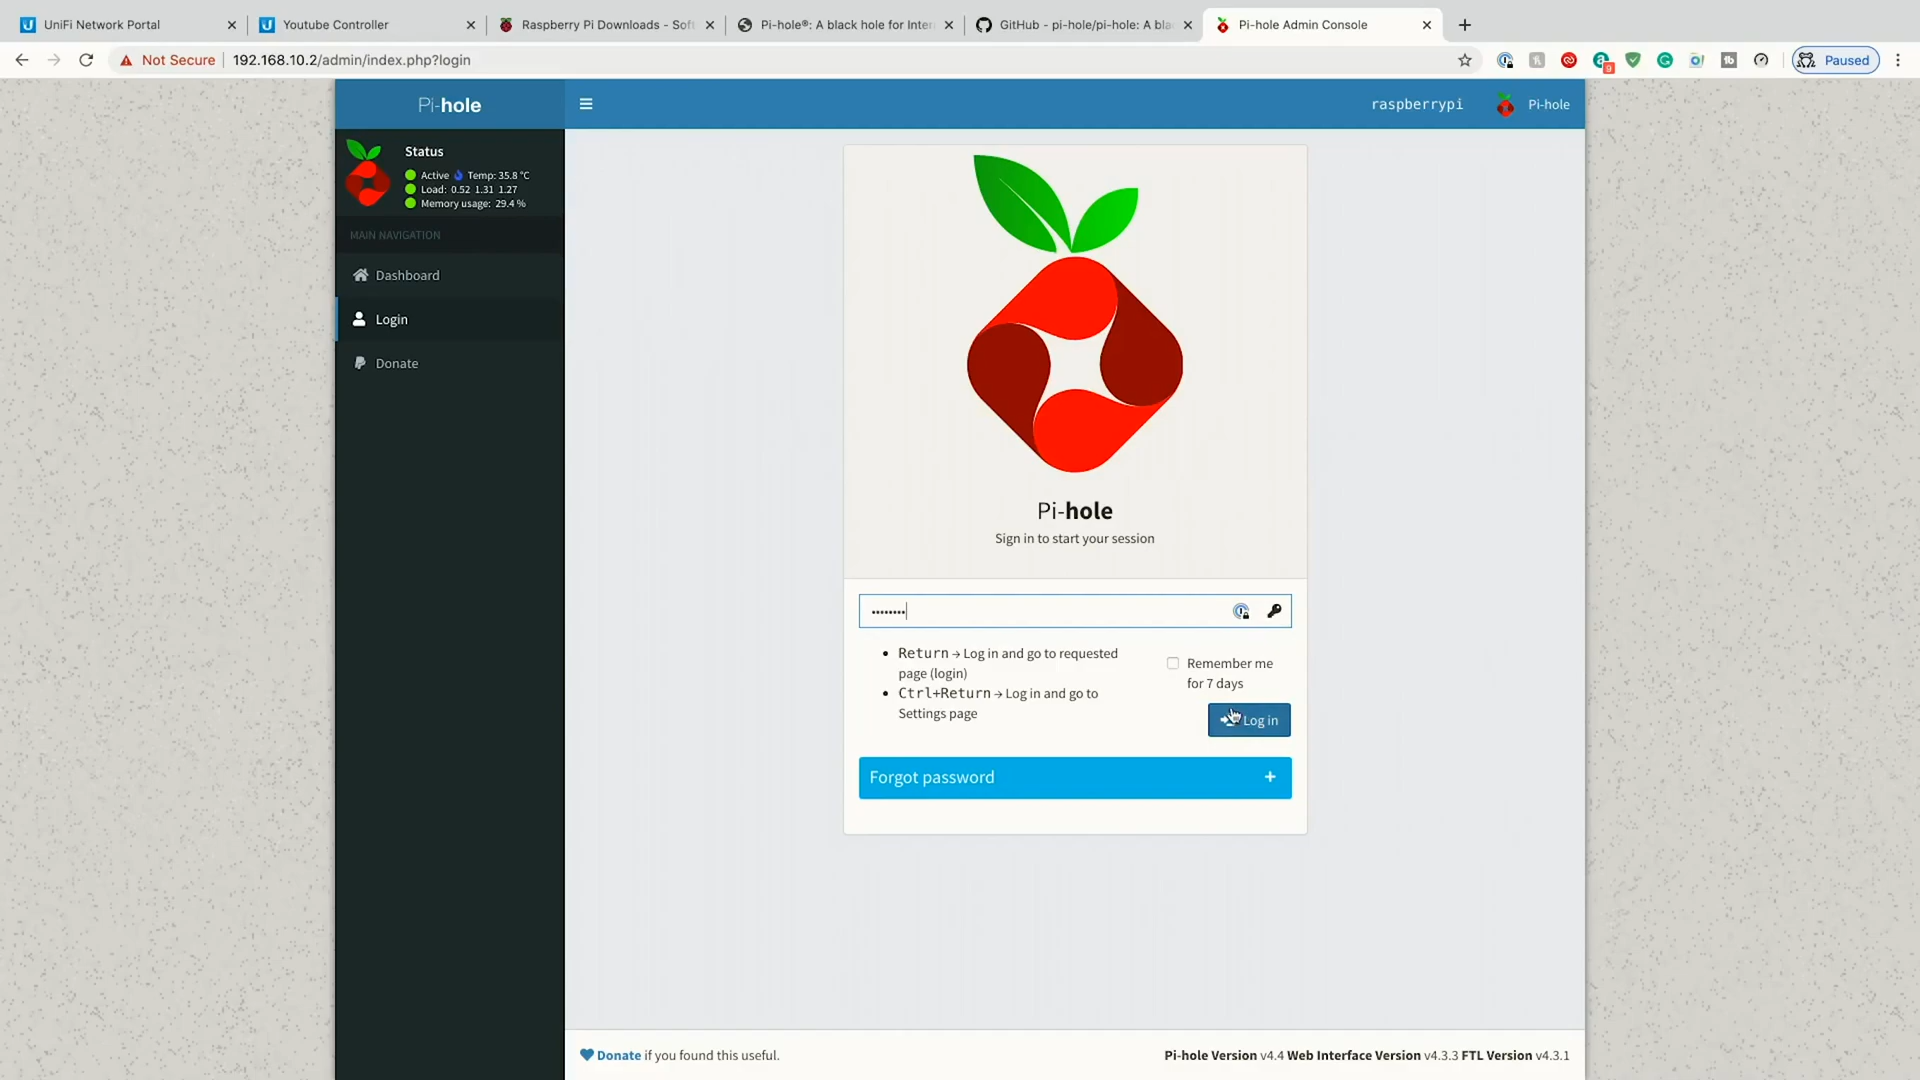 UniFi Network Portal
Youtube Controller
Raspberry Pi Downloads - Soft
Pi-hole®: A black hole for Inter
GitHub - pi-hole/pi-hole: A bla
Pi-hole Admin Console
Not Secure
192.168.10.2/admin/index.php?login
9
Paused
Pi-hole
raspberrypi
Pi-hole
Status
Active Temp: 35.8 °C
Load: 0.52 1.31 1.27
Memory usage: 29.4 %
MAIN NAVIGATION
Dashboard
Login
Donate
Pi-hole
Sign in to start your session
••••••••
Return → Log in and go to requested
page (login)
Ctrl+Return → Log in and go to
Settings page
Remember me
for 7 days
Log in
Forgot password
Donate if you found this useful.
Pi-hole Version v4.4 Web Interface Version v4.3.3 FTL Version v4.3.1